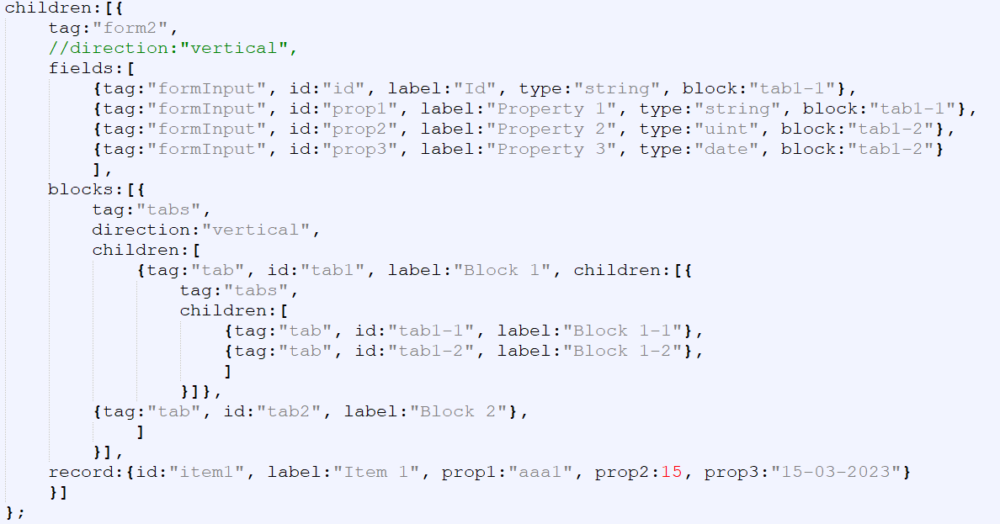 children:[{
tag:"form2",
//direction:"vertical",
fields:[
{tag:"formInput", id:"id", label:"Id", type:"string", block:"tab1-1"},
{tag:"formInput", id:"prop1", label:"Property 1", type:"string", block:"tab1-1"},
{tag:"formInput", id:"prop2", label:"Property 2", type:"uint", block:"tab1-2"},
{tag:"formInput", id:"prop3", label:"Property 3", type:"date", block:"tab1-2"}
],
blocks:[{
tag:"tabs",
direction:"vertical",
children:[
{tag:"tab", id:"tab1", label:"Block 1", children:[{
tag:"tabs",
children:[
{tag:"tab", id:"tab1-1", label:"Block 1-1"},
{tag:"tab", id:"tab1-2", label:"Block 1-2"},
]
}]},
{tag:"tab", id:"tab2", label:"Block 2"},
]
}],
record:{id:"item1", label:"Item 1", prop1:"aaa1", prop2:15, prop3:"15-03-2023"}
}]
};